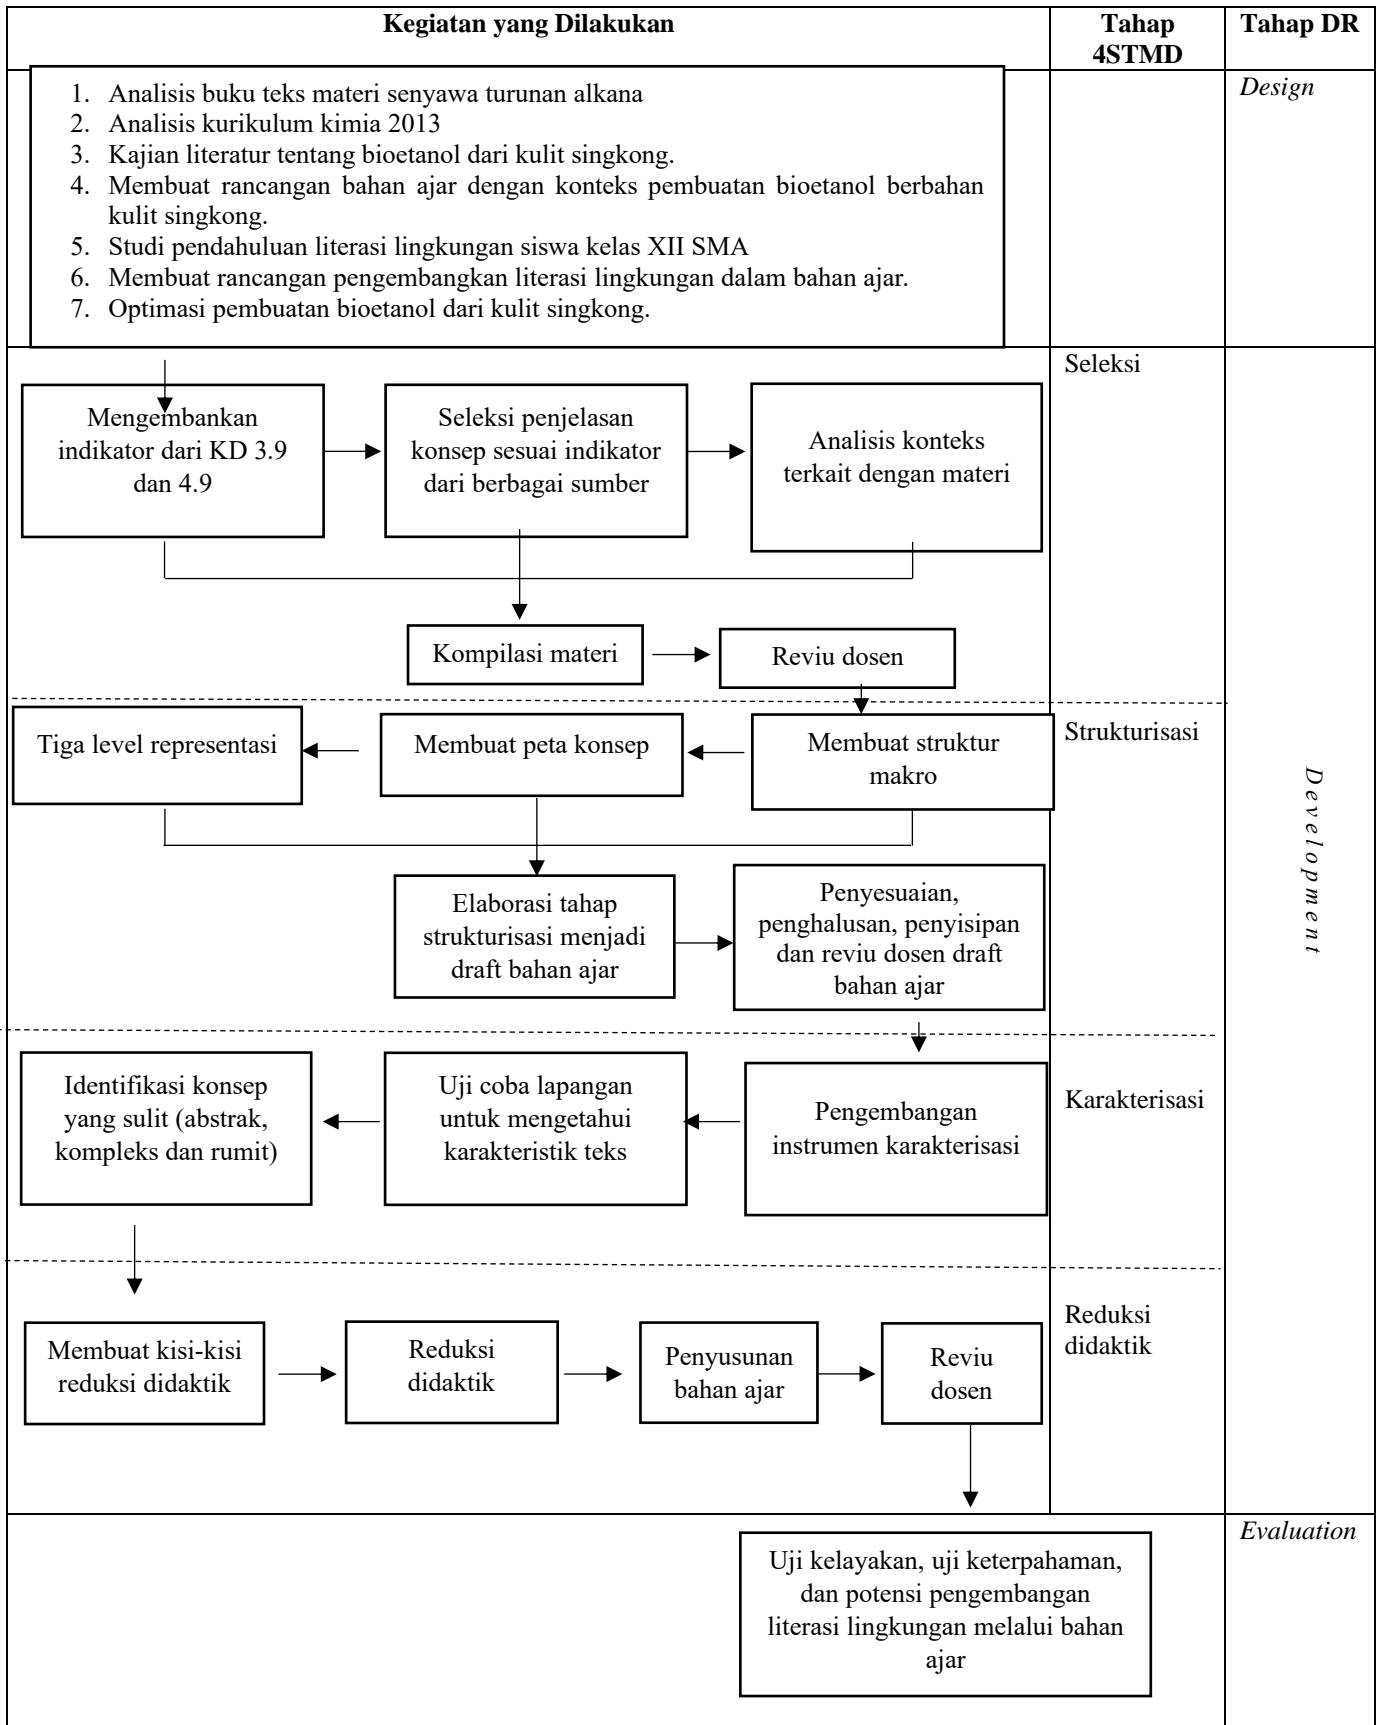 Kegiatan yang Dilakukan
Tahap
4STMD
Tahap DR
1. Analisis buku teks materi senyawa turunan alkana
2. Analisis kurikulum kimia 2013
3. Kajian literatur tentang bioetanol dari kulit singkong.
4. Membuat rancangan bahan ajar dengan konteks pembuatan bioetanol berbahan
kulit singkong.
5. Studi pendahuluan literasi lingkungan siswa kelas XII SMA
6. Membuat rancangan pengembangkan literasi lingkungan dalam bahan ajar.
7. Optimasi pembuatan bioetanol dari kulit singkong.
Design
Seleksi
Mengembankan
indikator dari KD 3.9
dan 4.9
Seleksi penjelasan
konsep sesuai indikator
dari berbagai sumber
Analisis konteks
terkait dengan materi
Kompilasi materi
Reviu dosen
Development
Strukturisasi
Tiga level representasi
Membuat peta konsep
Membuat struktur
makro
Elaborasi tahap
strukturisasi menjadi
draft bahan ajar
Penyesuaian,
penghalusan, penyisipan
dan reviu dosen draft
bahan ajar
Karakterisasi
Identifikasi konsep
yang sulit (abstrak,
kompleks dan rumit)
Uji coba lapangan
untuk mengetahui
karakteristik teks
Pengembangan
instrumen karakterisasi
Reduksi
didaktik
Membuat kisi-kisi
reduksi didaktik
Reduksi
didaktik
Penyusunan
bahan ajar
Reviu
dosen
Evaluation
Uji kelayakan, uji keterpahaman,
dan potensi pengembangan
literasi lingkungan melalui bahan
ajar